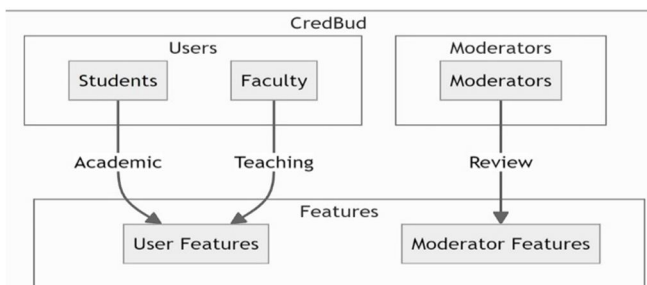 CredBud
Users
Moderators
Students
Faculty
Moderators
Academic
Teaching
Review
Features
User Features
Moderator Features